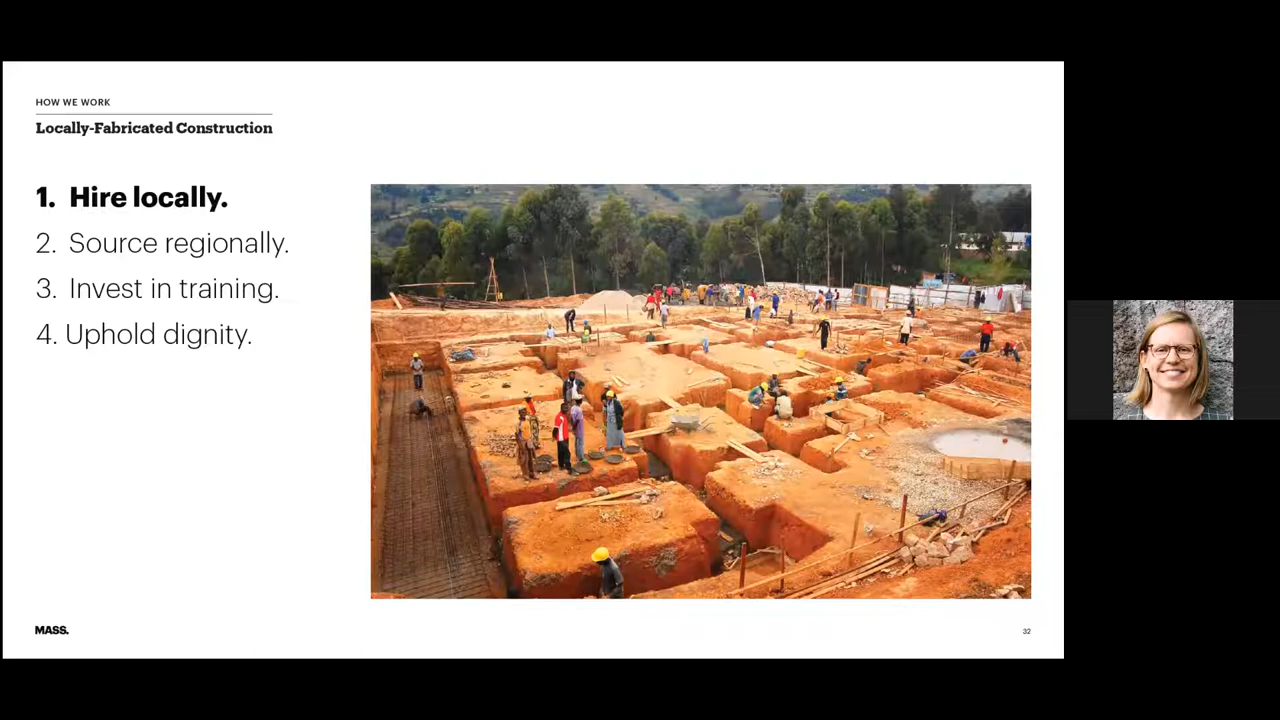 HOW WE WORK
Locally-Fabricated Construction
1. Hire locally.
2. Source regionally.
3. Invest in training.
4. Uphold dignity.
MASS.
32